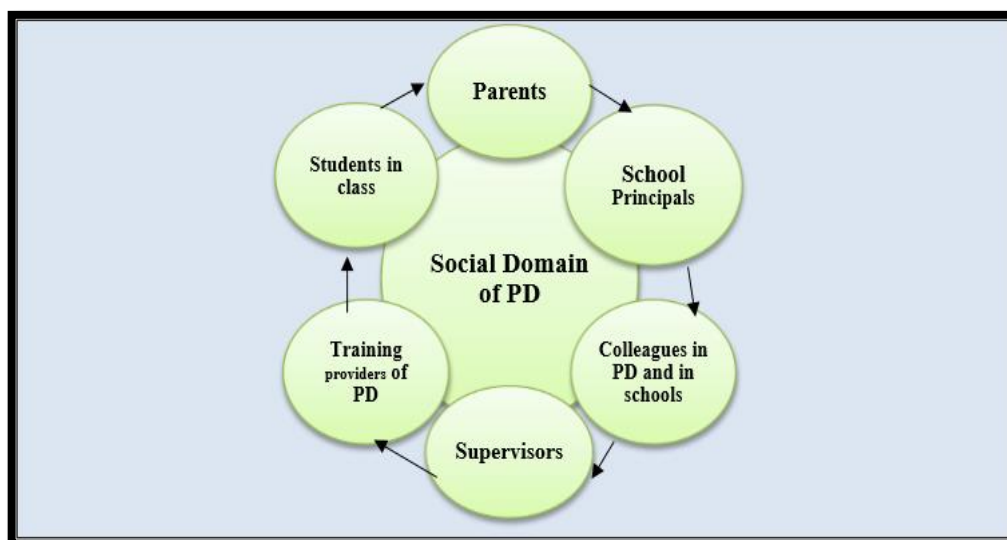 Parents
School
Principals
Colleagues in
PD and in
schools
Supervisors
Training
providers of
PD
Students in
class
Social Domain
of PD